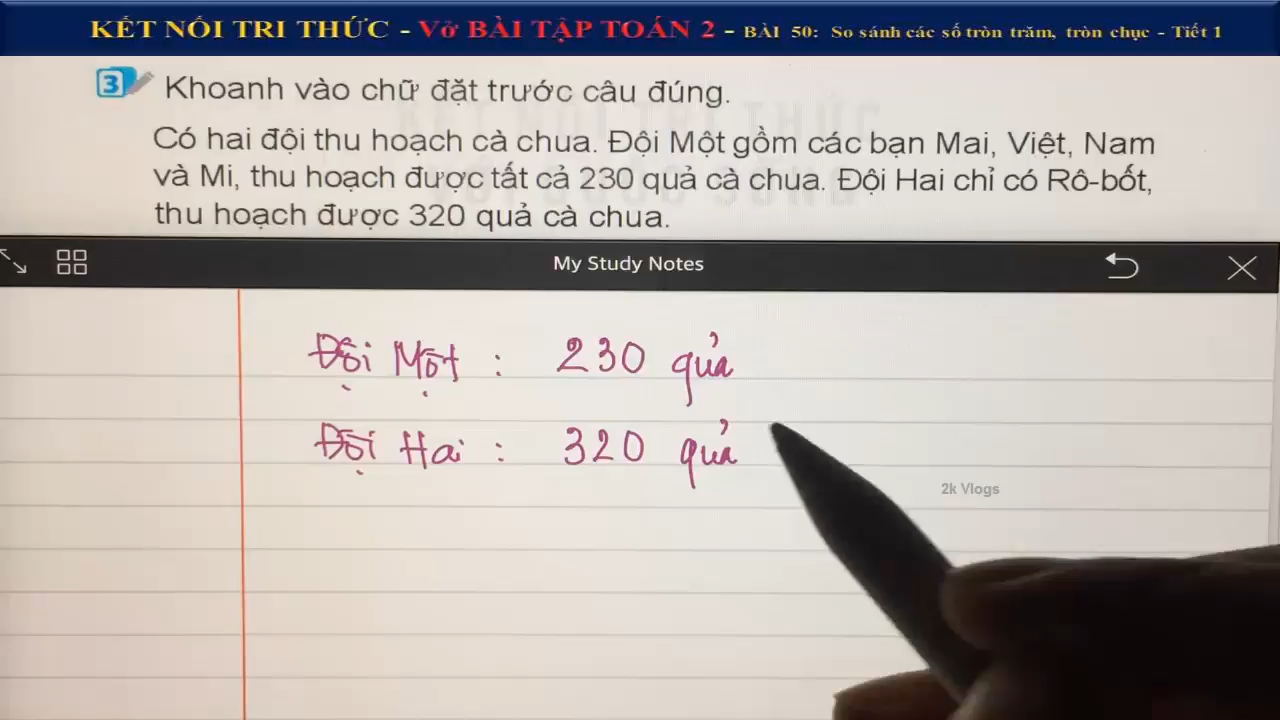 KẾT NỐI TRI THỨC - Vở BÀI TẬP TOÁN 2 - BÀI 50: So sánh các số tròn trăm, tròn chục - Tiết 1
3 Khoanh vào chữ đặt trước câu đúng.
Có hai đội thu hoạch cà chua. Đội Một gồm các bạn Mai, Việt, Nam
và Mi, thu hoạch được tất cả 230 quả cà chua. Đội Hai chỉ có Rô-bốt,
thu hoạch được 320 quả cà chua.
My Study Notes
Đội Một : 230 quả
Đội Hai : 320 quả
2k Vlogs